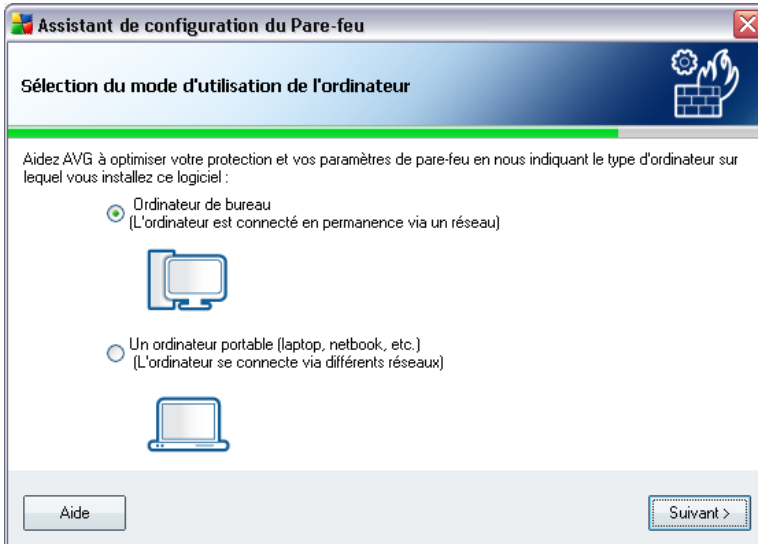 Assistant de configuration du Pare-feu
Sélection du mode d'utilisation de l'ordinateur
Aidez AVG à optimiser votre protection et vos paramètres de pare-feu en nous indiquant le type d'ordinateur sur
lequel vous installez ce logiciel :
Ordinateur de bureau
(L'ordinateur est connecté en permanence via un réseau)
Un ordinateur portable (laptop, netbook, etc.)
(L'ordinateur se connecte via différents réseaux)
Aide
Suivant >